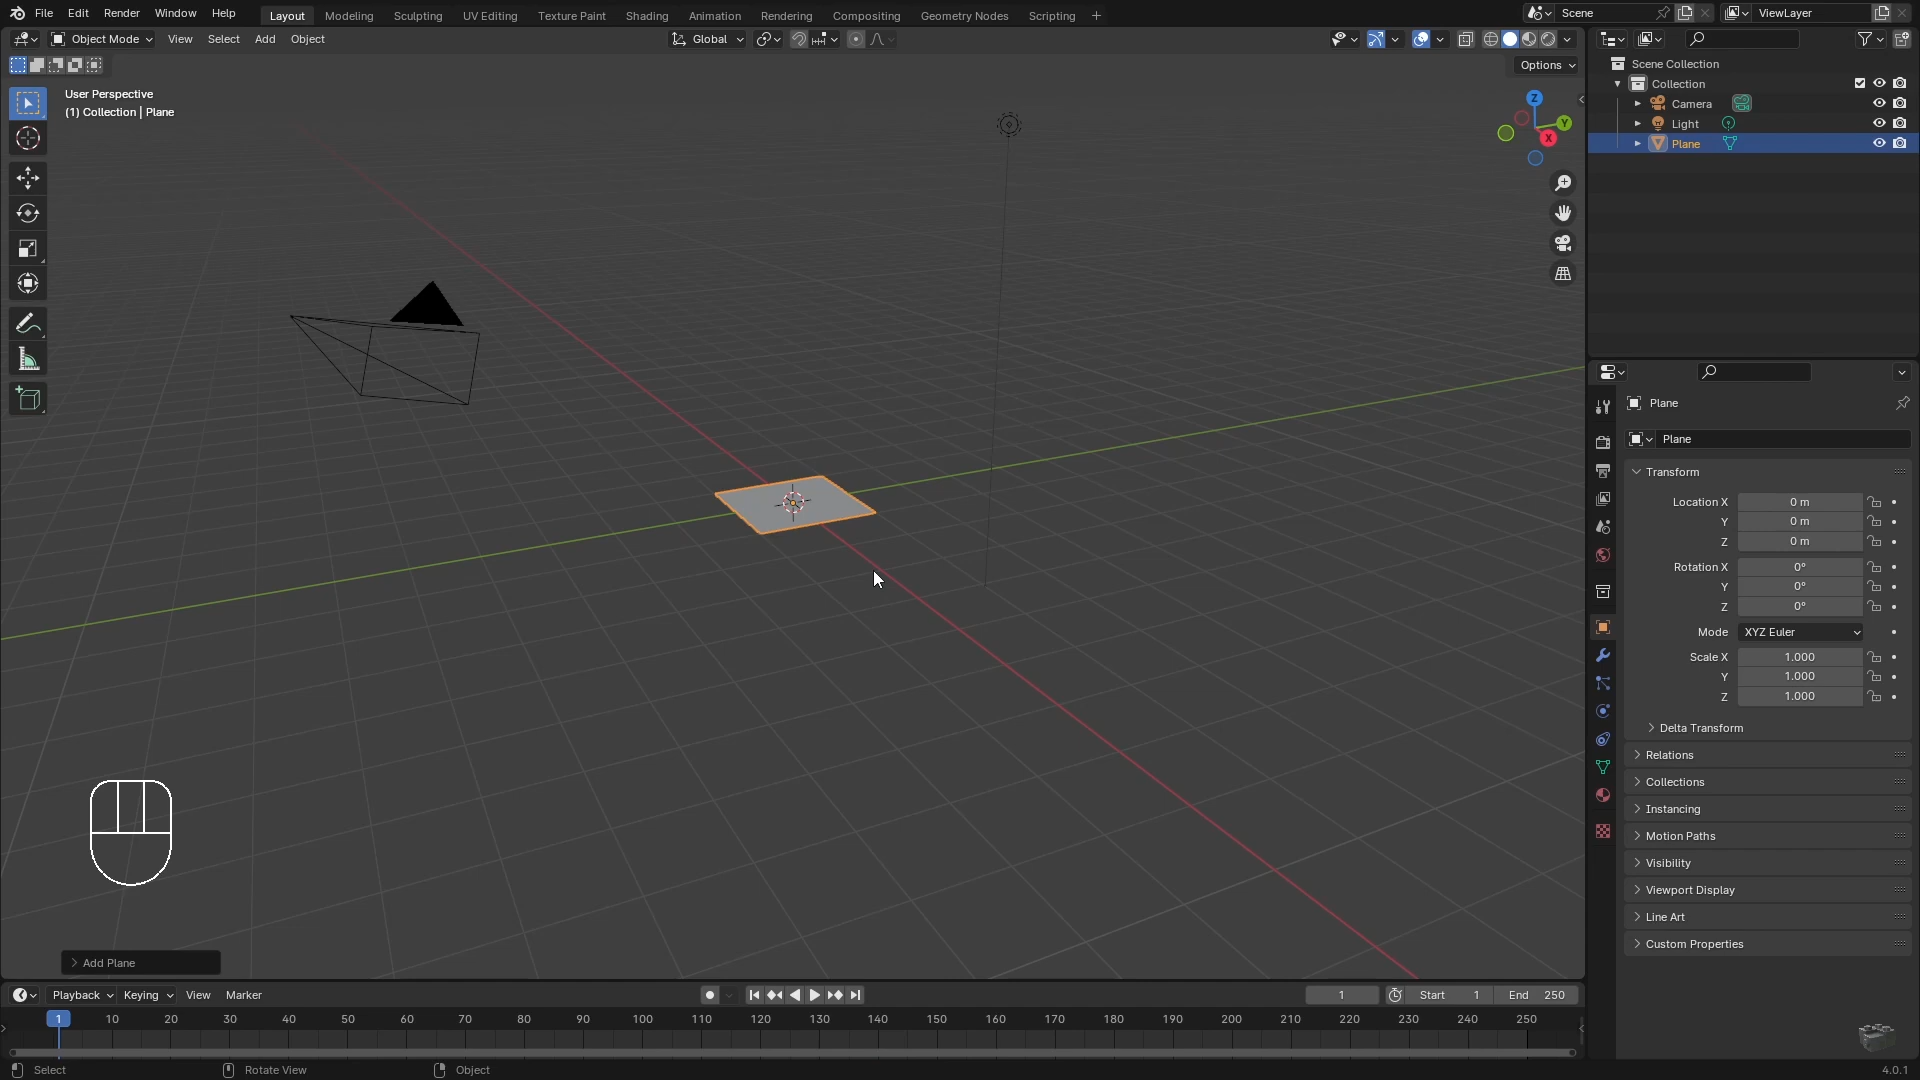 File Edit Render Window Help Layout Modeling Sculpting UV Editing Texture Paint Shading Animation Rendering Compositing Geometry Nodes Scripting + Scene ViewLayer
Object Mode View Select Add Object Global
Options
User Perspective
(1) Collection | Plane
Z
Y
X
Scene Collection
Collection
Camera
Light
Plane
Plane
Plane
Transform
Location X 0 m
Y 0 m
Z 0 m
Rotation X 0°
Y 0°
Z 0°
Mode XYZ Euler
Scale X 1.000
Y 1.000
Z 1.000
Delta Transform
Relations
Collections
Instancing
Motion Paths
Visibility
Viewport Display
Line Art
Custom Properties
Add Plane
Playback Keying View Marker 1 Start 1 End 250
1 10 20 30 40 50 60 70 80 90 100 110 120 130 140 150 160 170 180 190 200 210 220 230 240 250
Select Rotate View Object 4.0.1